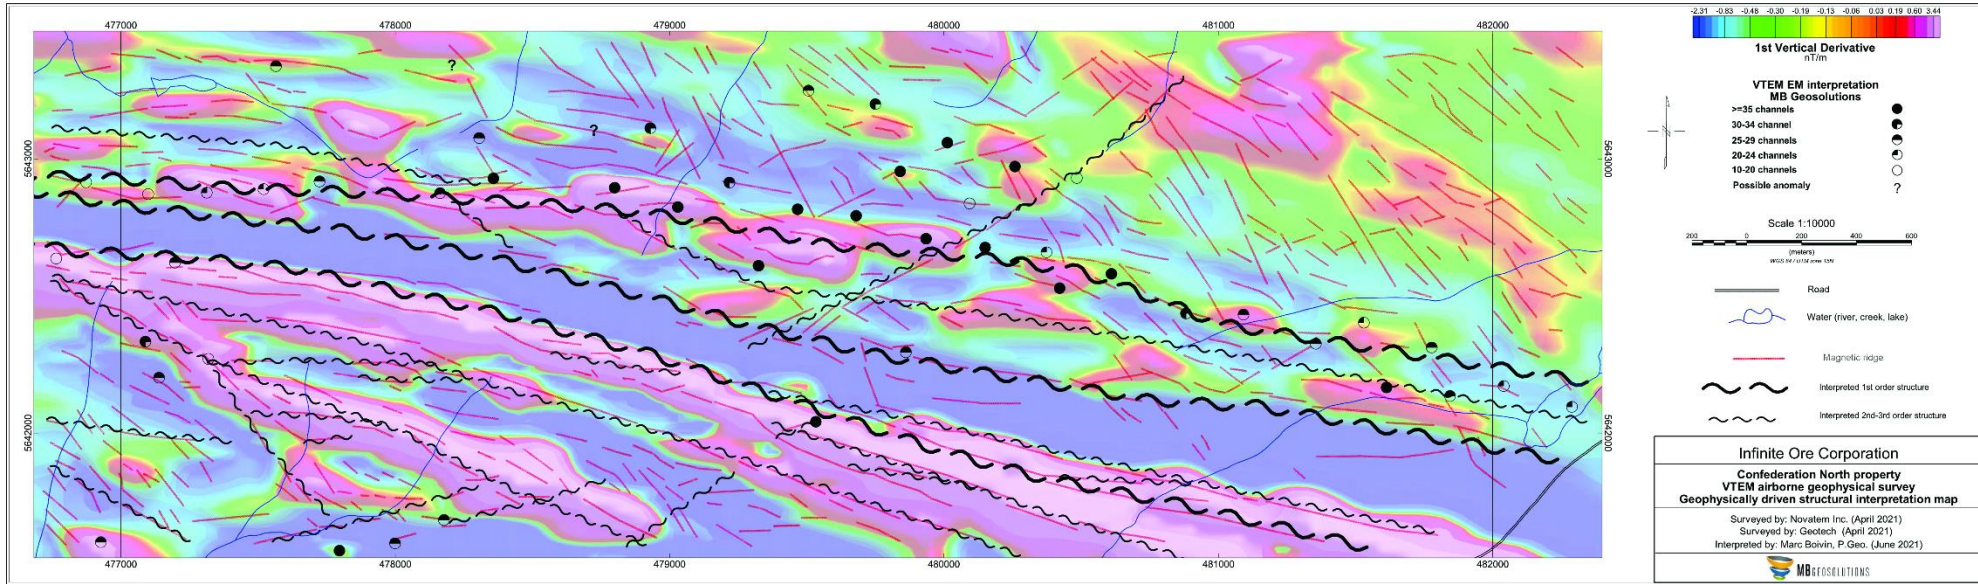 477000 478000 479000 480000 481000 482000
5643000 5643000
5642000 5642000
?
?
477000 478000 479000 480000 481000 482000
-2.31 -0.83 -0.48 -0.30 -0.19 -0.13 -0.06 0.03 0.19 0.60 3.44
1st Vertical Derivative
nT/m
VTEM EM interpretation
MB Geosolutions
>=35 channels
30-34 channel
25-29 channels
20-24 channels
10-20 channels
Possible anomaly ?
Scale 1:10000
200 0 200 400 600
(meters)
WGS 84 / UTM zone 15N
Road
Water (river, creek, lake)
Magnetic ridge
Interpreted 1st order structure
Interpreted 2nd-3rd order structure
Infinite Ore Corporation
Confederation North property
VTEM airborne geophysical survey
Geophysically driven structural interpretation map
Surveyed by: Novatem Inc. (April 2021)
Surveyed by: Geotech (April 2021)
Interpreted by: Marc Boivin, P.Geo. (June 2021)
MBGEOSOLUTIONS